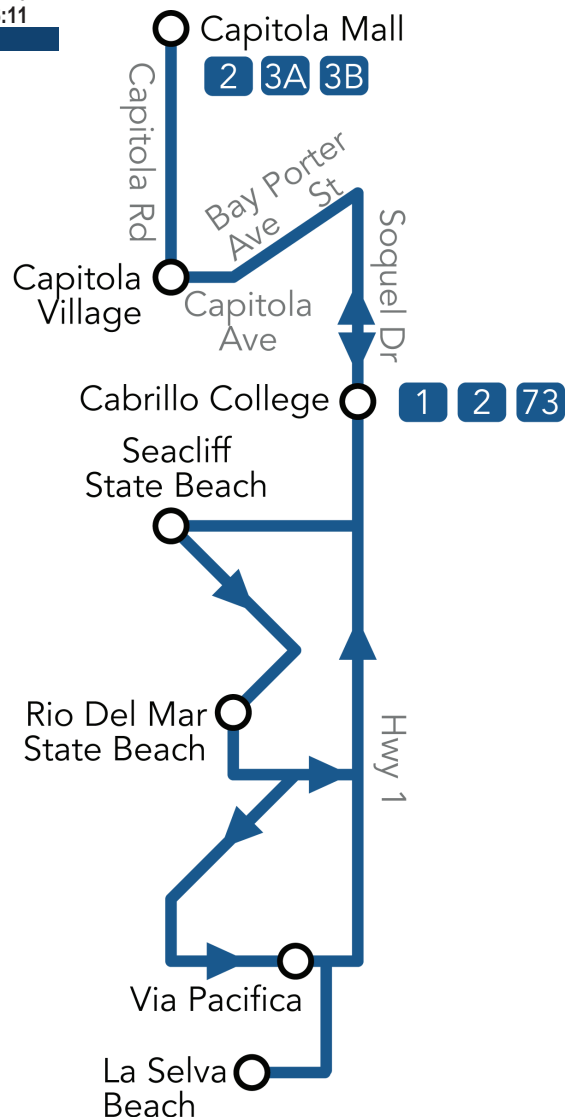 :11
Capitola Mall
2 3A 3B
Capitola Rd
Bay Porter
Ave St
Capitola
Village
Capitola
Ave
Soquel Dr
Cabrillo College
1 2 73
Seacliff
State Beach
Rio Del Mar
State Beach
Hwy 1
Via Pacifica
La Selva
Beach